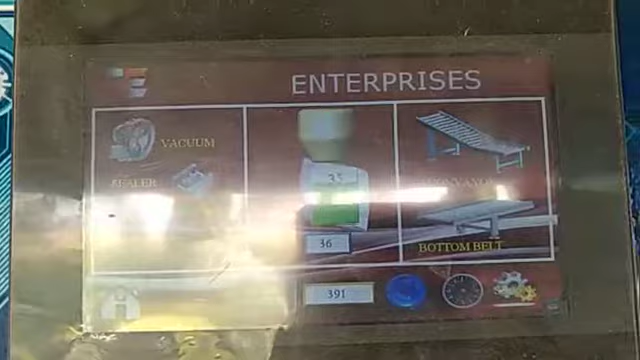 ENTERPRISES
VACUUM
SEALER
35
36
BOTTOM BELT
391